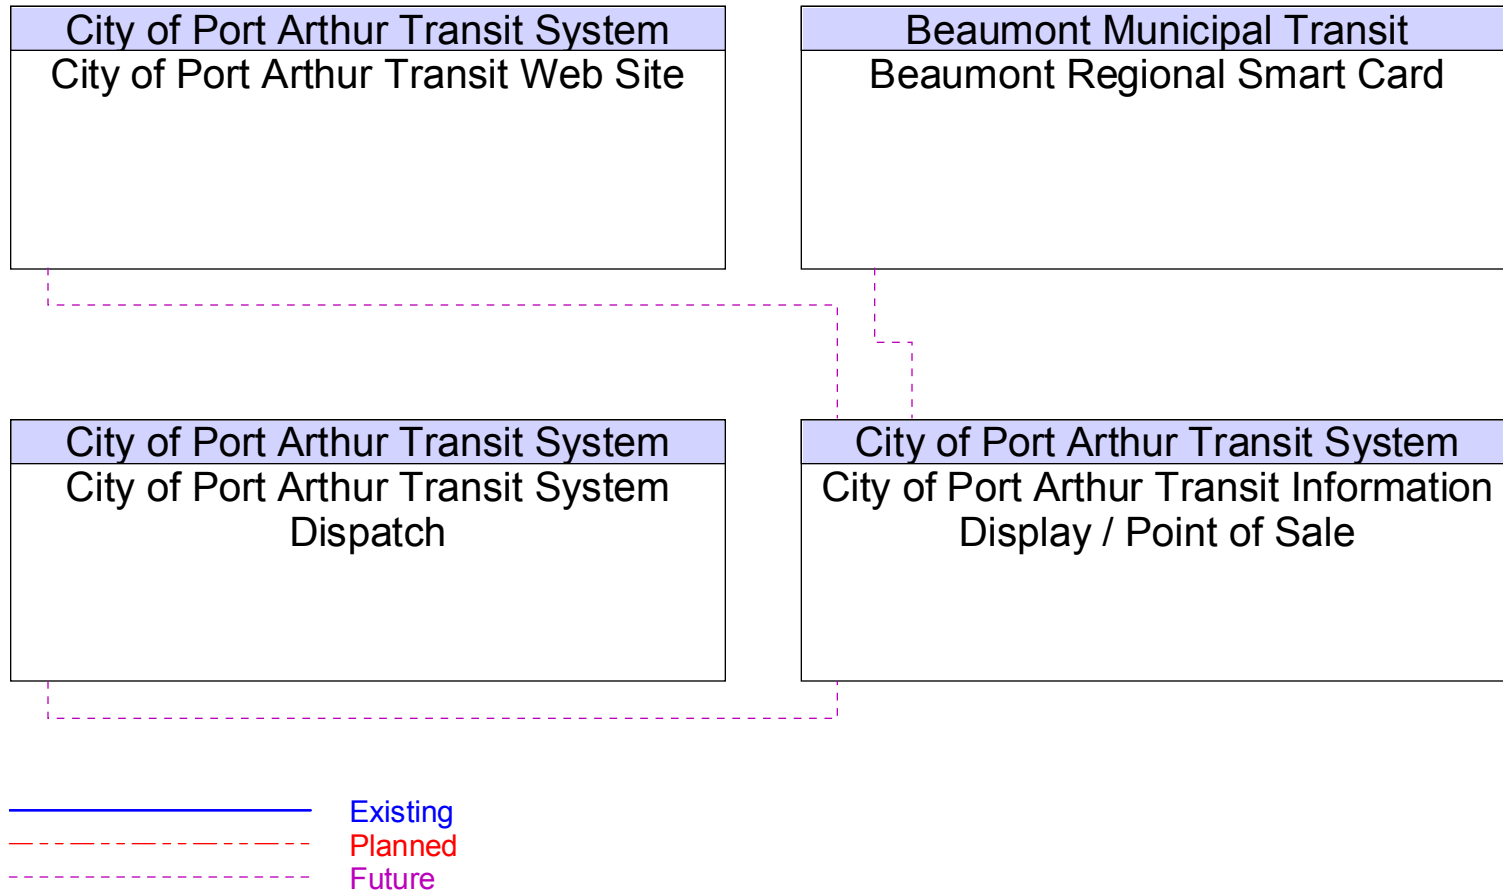 City of Port Arthur Transit System
City of Port Arthur Transit Web Site
Beaumont Municipal Transit
Beaumont Regional Smart Card
City of Port Arthur Transit System
City of Port Arthur Transit System
Dispatch
City of Port Arthur Transit System
City of Port Arthur Transit Information
Display / Point of Sale
Existing
Planned
Future